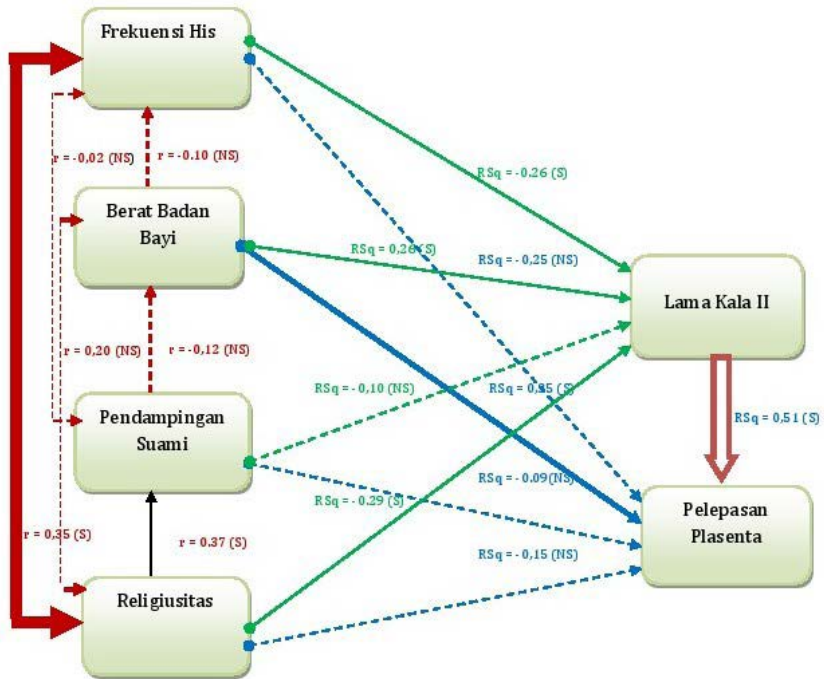 Frekuensi His
r = -0,02 (NS)
r = -0.10 (NS)
RSq = -0.26 (S)
Berat Badan
Bayi
RSq = 0,26 (S)
RSq = -0,25 (NS)
Lama Kala II
r = 0,20 (NS)
r = -0,12 (NS)
RSq = -0,10 (NS)
RSq = 0,35 (S)
RSq = 0,51 (S)
Pendampingan
Suami
RSq = -0.29 (S)
RSq = -0.09(NS)
Pelepasan
Plasenta
r = 0,35 (S)
r = 0.37 (S)
RSq = -0,15 (NS)
Religiusitas